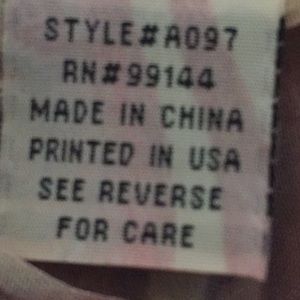 STYLE#A097
RN#99144
MADE IN CHINA
PRINTED IN USA
SEE REVERSE
FOR CARE